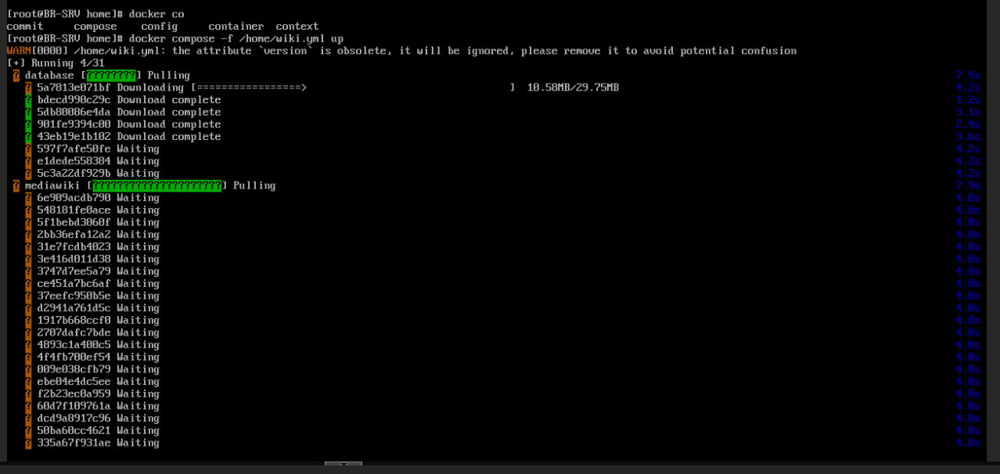 [root@BR-SRV home]# docker co
commit     compose    config     container  context
[root@BR-SRV home]# docker compose -f /home/wiki.yml up
WARN[0000] /home/wiki.yml: the attribute `version` is obsolete, it will be ignored, please remove it to avoid potential confusion
[+] Running 4/31
? database [????????] Pulling 7.9s
? 5a7813e071bf Downloading [=================> ] 10.58MB/29.75MB 4.2s
? bdecd990c29c Download complete 1.2s
? 5db80086e4da Download complete 3.1s
? 901fe9394c00 Download complete 2.4s
? 43eb19e1b102 Download complete 3.6s
? 597f7afe50fe Waiting 4.2s
? e1dede558384 Waiting 4.2s
? 5c3a22df929b Waiting 4.2s
? mediawiki [?????????????????????] Pulling 7.9s
? 6e909acdb790 Waiting 4.0s
? 548181fe0ace Waiting 4.0s
? 5f1bebd3060f Waiting 4.0s
? 2bb36efa12a2 Waiting 4.0s
? 31e7fcdb4023 Waiting 4.0s
? 3e416d011d38 Waiting 4.0s
? 3747d7ee5a79 Waiting 4.0s
? ce451a7bc6af Waiting 4.0s
? 37eefc950b5e Waiting 4.0s
? d2941a761d5c Waiting 4.0s
? 1917b668ccf0 Waiting 4.0s
? 2707dafc7bde Waiting 4.0s
? 4893c1a400c5 Waiting 4.0s
? 4f4fb700ef54 Waiting 4.0s
? 009e038cfb79 Waiting 4.0s
? ebe04e4dc5ee Waiting 4.0s
? f2b23ec0a959 Waiting 4.0s
? 60d7f109761a Waiting 4.0s
? dcd9a8917c96 Waiting 4.0s
? 50ba60cc4621 Waiting 4.0s
? 335a67f931ae Waiting 4.0s